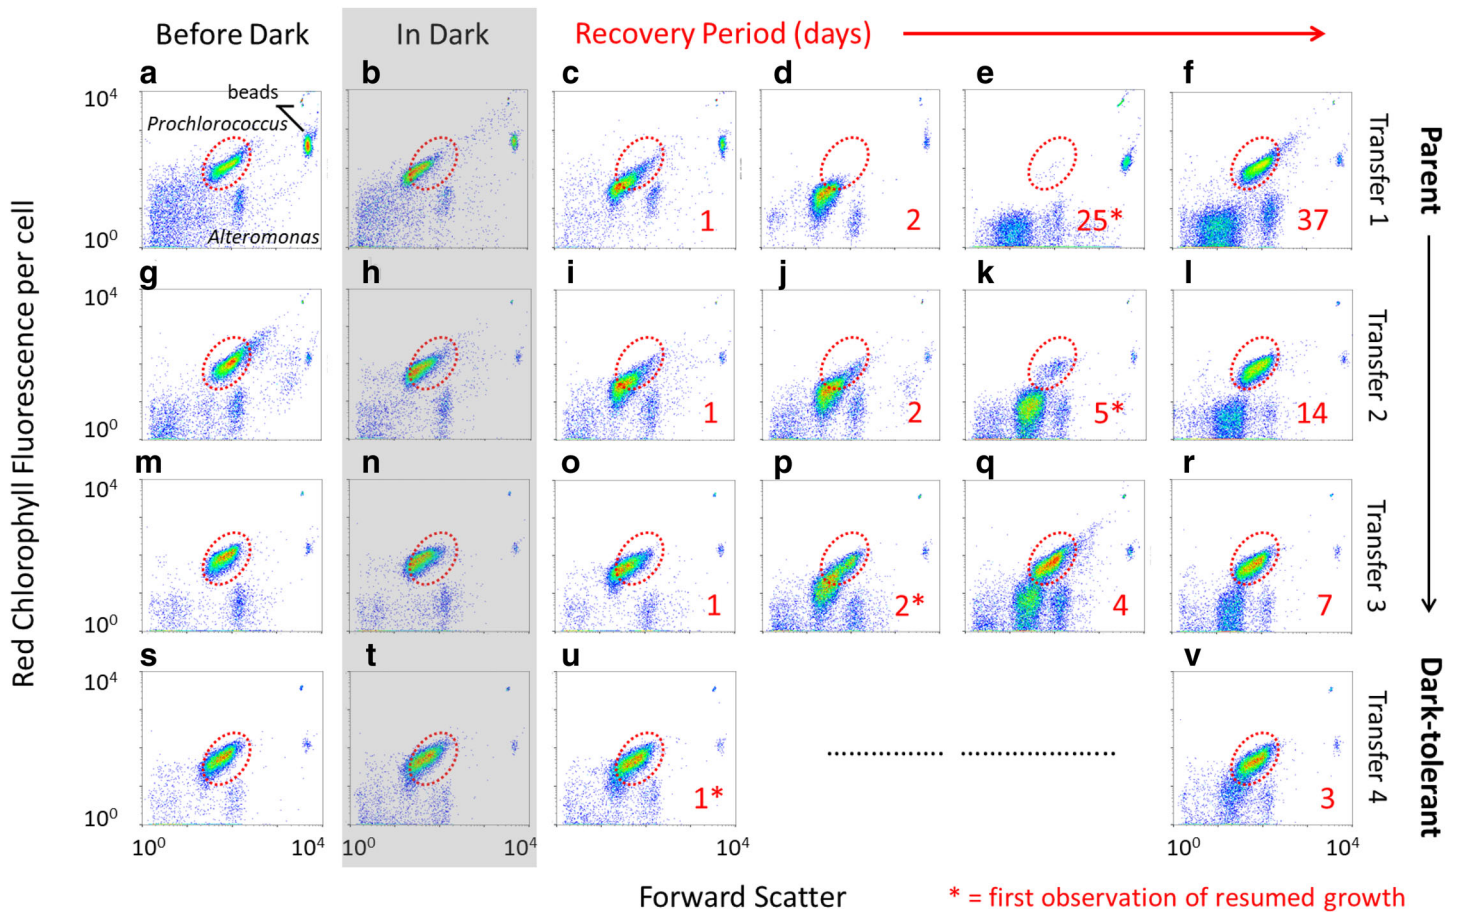 Before Dark
In Dark
Recovery Period (days)
a
b
c
d
e
f
10⁴
beads
Prochlorococcus
Alteromonas
10⁰
1
2
25*
37
Transfer 1
Parent
g
h
i
j
k
l
10⁴
10⁰
1
2
5*
14
Transfer 2
m
n
o
p
q
r
10⁴
10⁰
1
2*
4
7
Transfer 3
s
t
u
v
10⁴
10⁰
1*
3
Transfer 4
Dark-tolerant
10⁰
10⁴
10⁰
10⁴
10⁴
10⁰
10⁴
Red Chlorophyll Fluorescence per cell
Forward Scatter
* = first observation of resumed growth